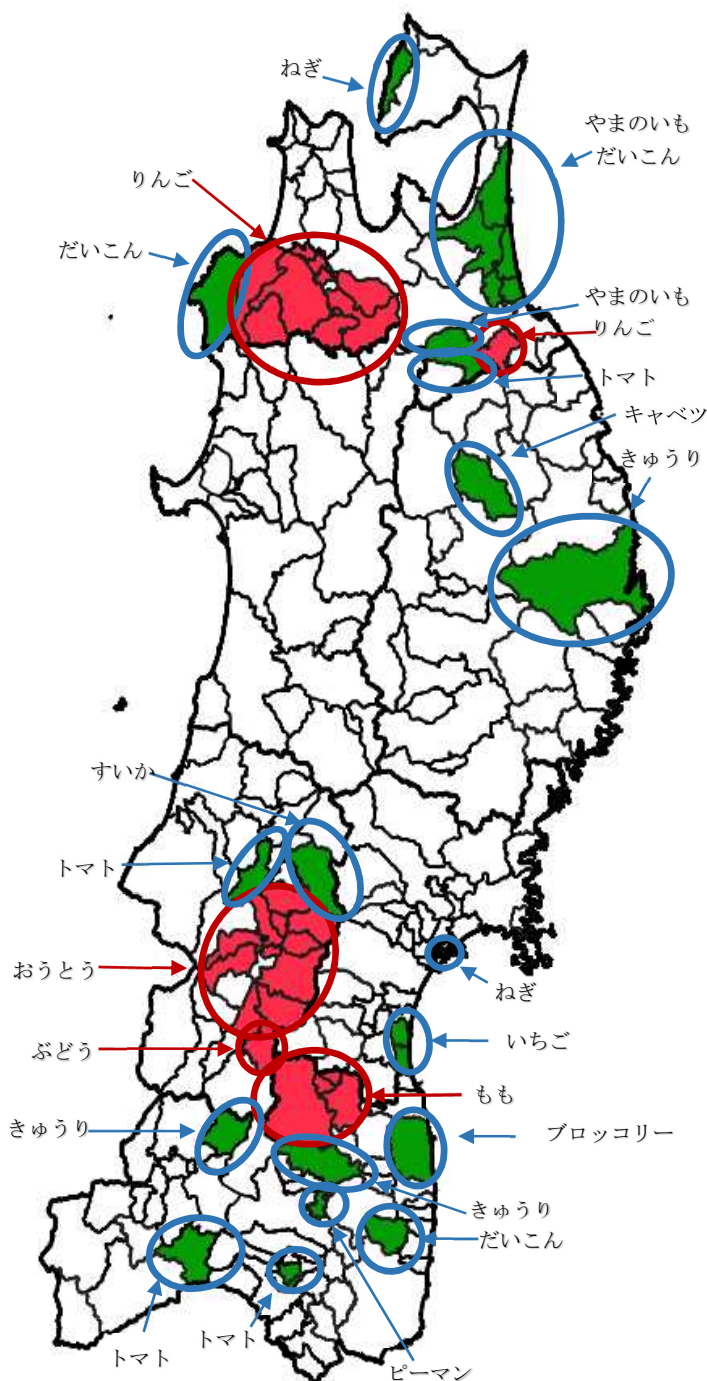 ねぎ
やまのいも
だいこん
りんご
だいこん
やまのいも
りんご
トマト
キャベツ
きゅうり
すいか
トマト
おうとう
ねぎ
ぶどう
いちご
もも
きゅうり
ブロッコリー
きゅうり
だいこん
トマト
トマト
ピーマン